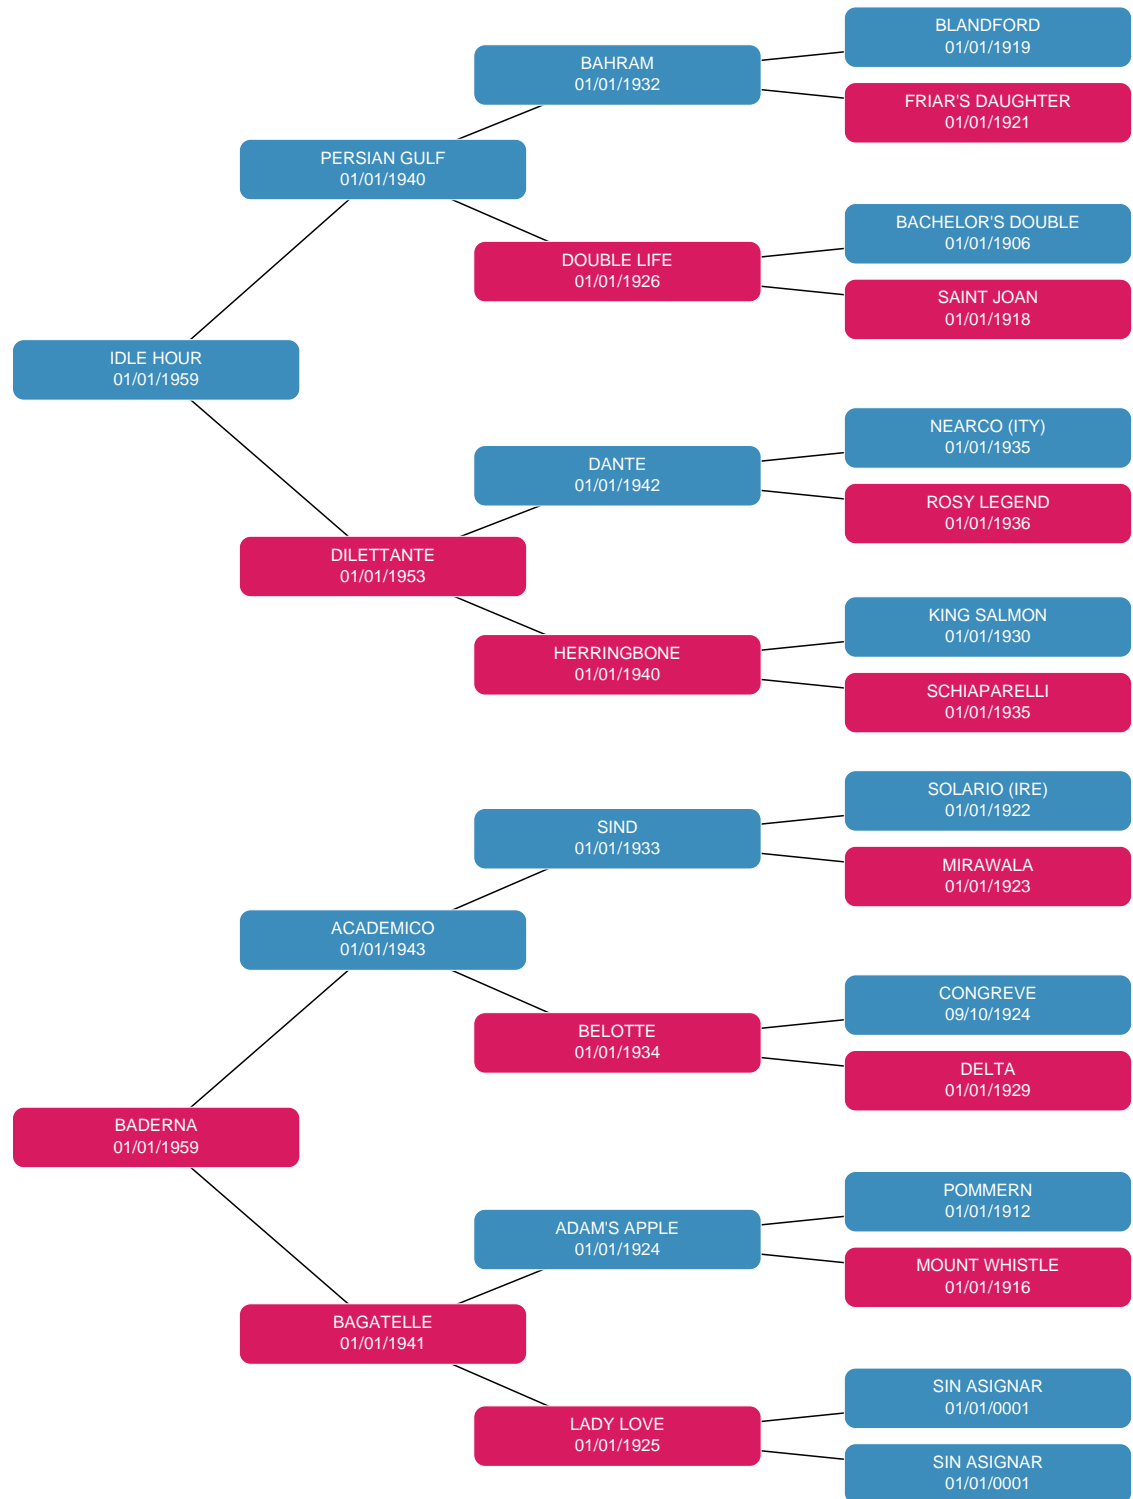 BLANDFORD
01/01/1919
BAHRAM
01/01/1932
FRIAR'S DAUGHTER
01/01/1921
PERSIAN GULF
01/01/1940
BACHELOR'S DOUBLE
01/01/1906
DOUBLE LIFE
01/01/1926
SAINT JOAN
01/01/1918
IDLE HOUR
01/01/1959
NEARCO (ITY)
01/01/1935
DANTE
01/01/1942
ROSY LEGEND
01/01/1936
DILETTANTE
01/01/1953
KING SALMON
01/01/1930
HERRINGBONE
01/01/1940
SCHIAPARELLI
01/01/1935
SOLARIO (IRE)
01/01/1922
SIND
01/01/1933
MIRAWALA
01/01/1923
ACADEMICO
01/01/1943
CONGREVE
09/10/1924
BELOTTE
01/01/1934
DELTA
01/01/1929
BADERNA
01/01/1959
POMMERN
01/01/1912
ADAM'S APPLE
01/01/1924
MOUNT WHISTLE
01/01/1916
BAGATELLE
01/01/1941
SIN ASIGNAR
01/01/0001
LADY LOVE
01/01/1925
SIN ASIGNAR
01/01/0001